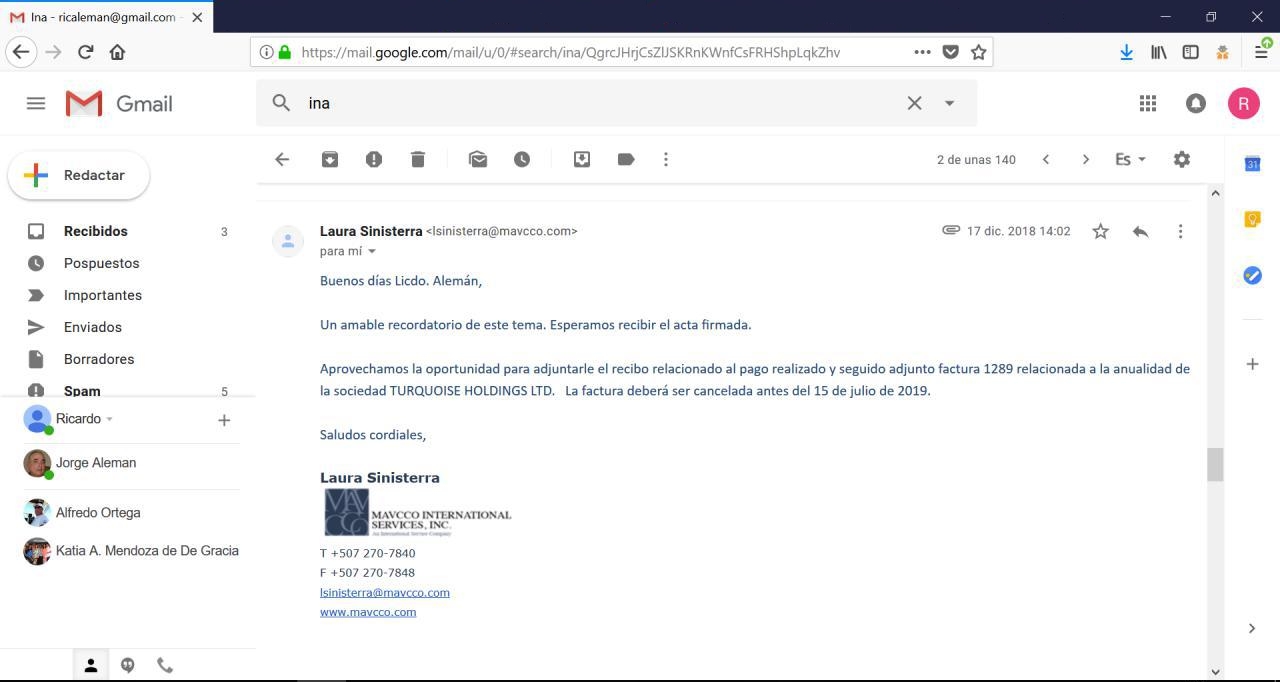 Ina - ricaleman@gmail.com -
https://mail.google.com/mail/u/0/#search/ina/QgrcJHrjCsZlJSKRnKWnfCsFRHShpLqkZhv
Gmail
ina
R
Redactar
2 de unas 140
Es
31
Recibidos 3
Pospuestos
Importantes
Enviados
Borradores
Spam 5
Ricardo
Jorge Aleman
Alfredo Ortega
Katia A. Mendoza de De Gracia
Laura Sinisterra <lsinisterra@mavcco.com>
17 dic. 2018 14:02
para mí
Buenos días Licdo. Alemán,
Un amable recordatorio de este tema. Esperamos recibir el acta firmada.
Aprovechamos la oportunidad para adjuntarle el recibo relacionado al pago realizado y seguido adjunto factura 1289 relacionada a la anualidad de
la sociedad TURQUOISE HOLDINGS LTD.   La factura deberá ser cancelada antes del 15 de julio de 2019.
Saludos cordiales,
Laura Sinisterra
MAV
CCO
MAVCCO INTERNATIONAL
SERVICES, INC.
An International Service Company
T +507 270-7840
F +507 270-7848
lsinisterra@mavcco.com
www.mavcco.com